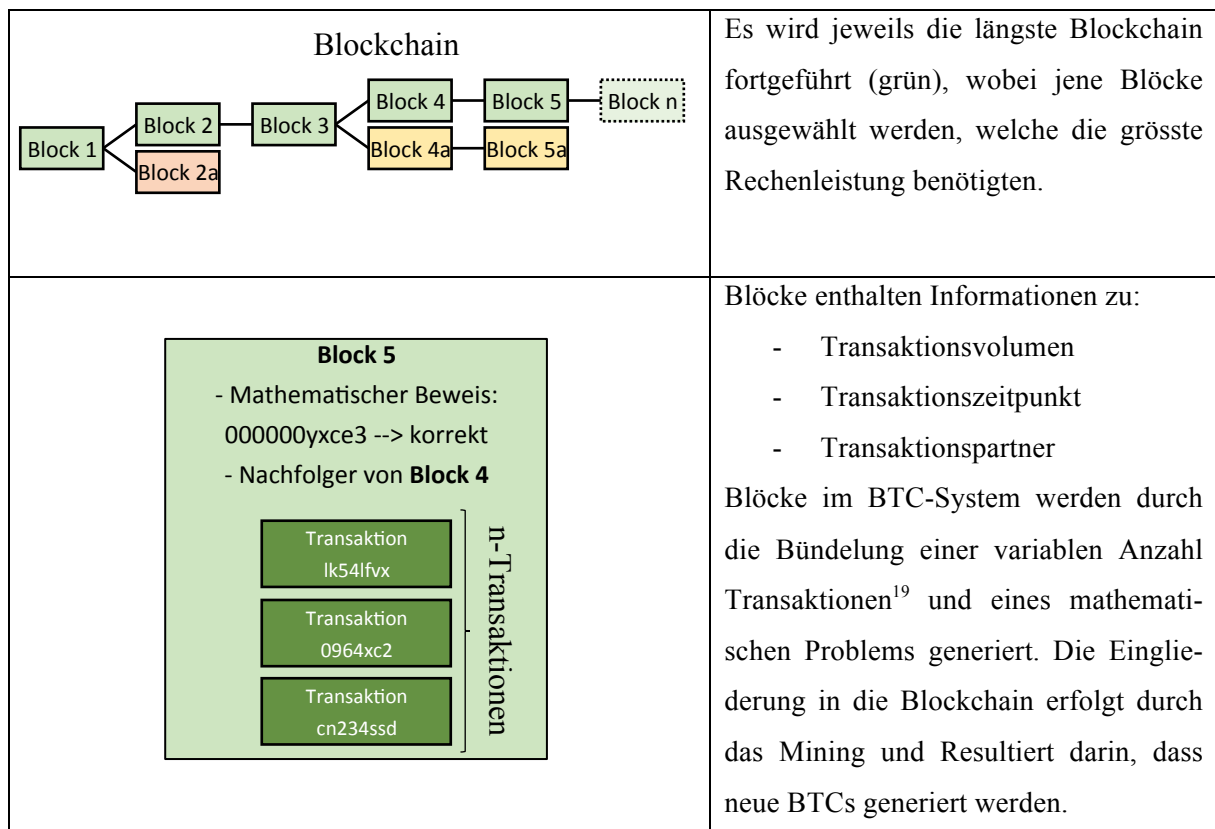 Blockchain
Block 1
Block 2
Block 2a
Block 3
Block 4
Block 4a
Block 5
Block 5a
Block n
Es wird jeweils die längste Blockchain
fortgeführt (grün), wobei jene Blöcke
ausgewählt werden, welche die grösste
Rechenleistung benötigten.
Block 5
- Mathematischer Beweis:
000000yxce3 --> korrekt
- Nachfolger von Block 4
Transaktion
lk54lfvx
Transaktion
0964xc2
Transaktion
cn234ssd
n-Transaktionen
Blöcke enthalten Informationen zu:
- Transaktionsvolumen
- Transaktionszeitpunkt
- Transaktionspartner
Blöcke im BTC-System werden durch
die Bündelung einer variablen Anzahl
Transaktionen19 und eines mathemati-
schen Problems generiert. Die Einglie-
derung in die Blockchain erfolgt durch
das Mining und Resultiert darin, dass
neue BTCs generiert werden.